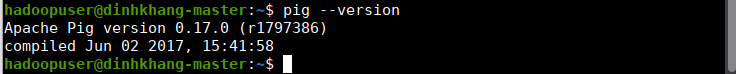 hadoopuser@dinhkhang-master:~$ pig --version
Apache Pig version 0.17.0 (r1797386)
compiled Jun 02 2017, 15:41:58
hadoopuser@dinhkhang-master:~$